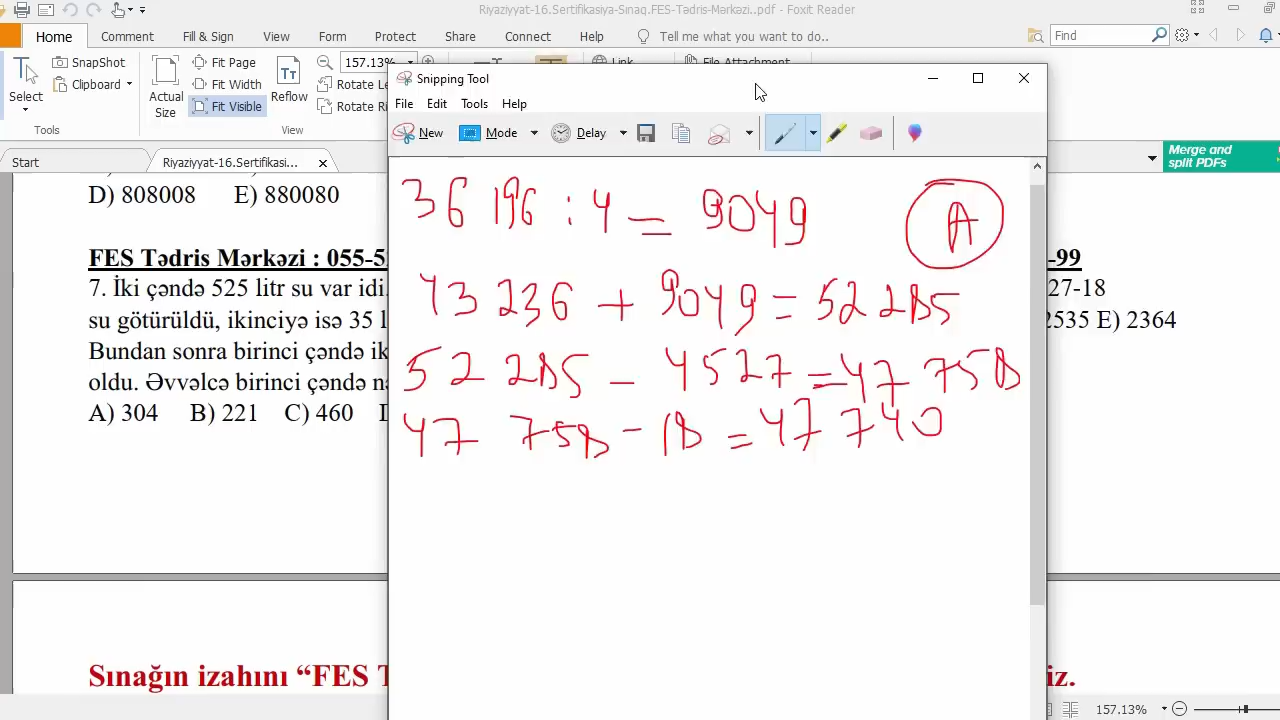 Riyaziyyat-16.Sertifikasiya-Sınaq.FES-Tədris-Mərkəzi..pdf - Foxit Reader
Home Comment Fill & Sign View Form Protect Share Connect Help Tell me what you want to do.. Find
SnapShot Fit Page 157.13% Link File Attachment
Select Clipboard Actual Size Fit Width Fit Visible Reflow Rotate Le Rotate Ri
Tools View
Snipping Tool
File Edit Tools Help
New Mode Delay
Start Riyaziyyat-16.Sertifikasi... Merge and split PDFs
D) 808008 E) 880080
FES Tədris Mərkəzi : 055-5 -99
7. İki çəndə 525 litr su var idi. 27-18
su götürüldü, ikinciyə isə 35 l 2535 E) 2364
Bundan sonra birinci çəndə ik
oldu. Əvvəlcə birinci çəndə nə
A) 304 B) 221 C) 460 D
36 196 : 4 = 9049 A
43 236 + 9049 = 52 285
52 285 - 4527 = 47 758
47 758 - 18 = 47 740
Sınağın izahını “FES T iz.
157.13%